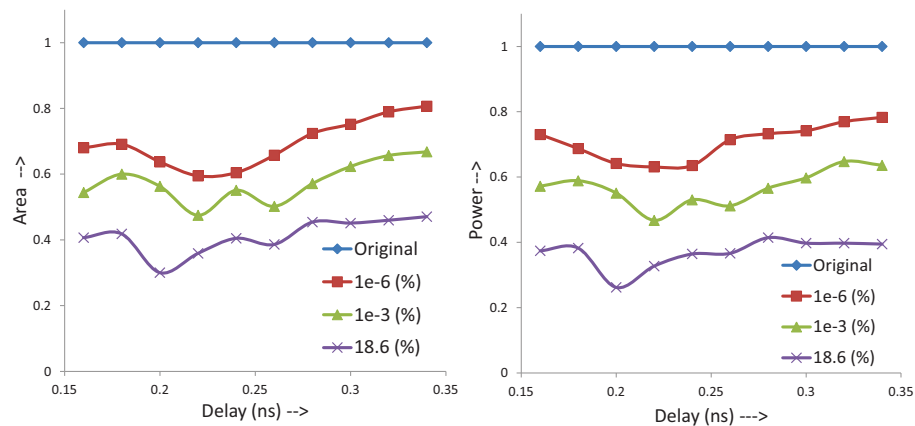 1
0.8
0.6
0.4
0.2
0
Area -->
0.15
0.2
0.25
0.3
0.35
Delay (ns) -->
Original
1e-6 (%)
1e-3 (%)
18.6 (%)
1
0.8
0.6
0.4
0.2
0
Power -->
0.15
0.2
0.25
0.3
0.35
Delay (ns) --->
Original
1e-6 (%)
1e-3 (%)
18.6 (%)